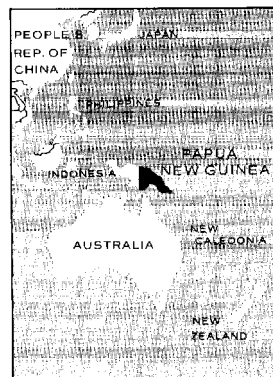 PEOPLE'S
REP. OF
CHINA
JAPAN
PHILIPPINES
PAPUA
NEW GUINEA
INDONESIA
AUSTRALIA
NEW
CALEDONIA
NEW
ZEALAND